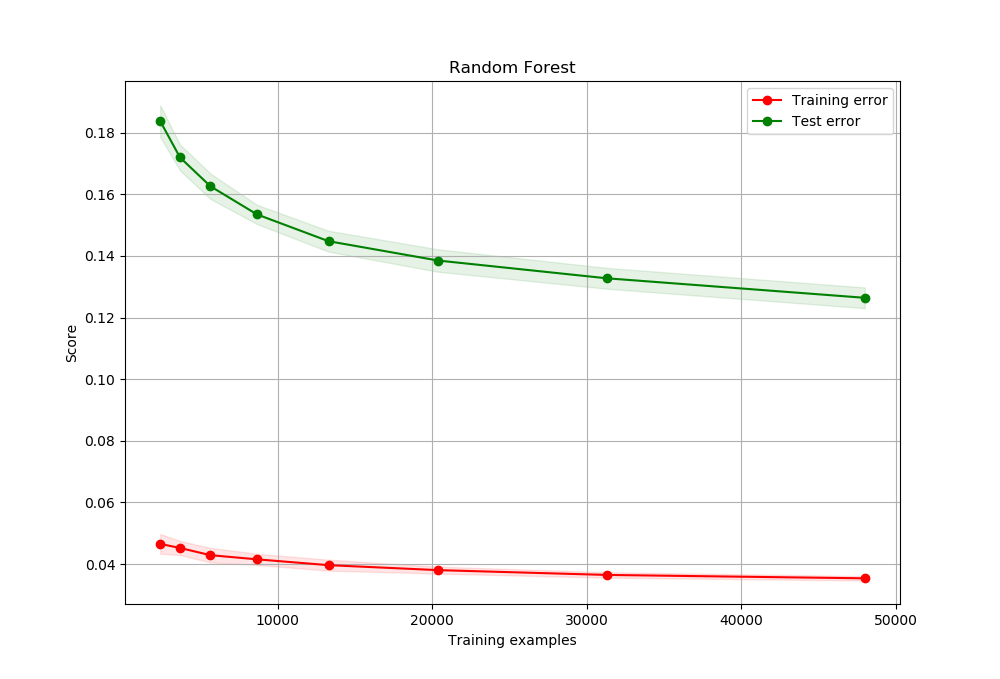 Random Forest
Training error
Test error
0.18
0.16
0.14
0.12
0.10
0.08
0.06
0.04
Score
10000
20000
30000
40000
50000
Training examples